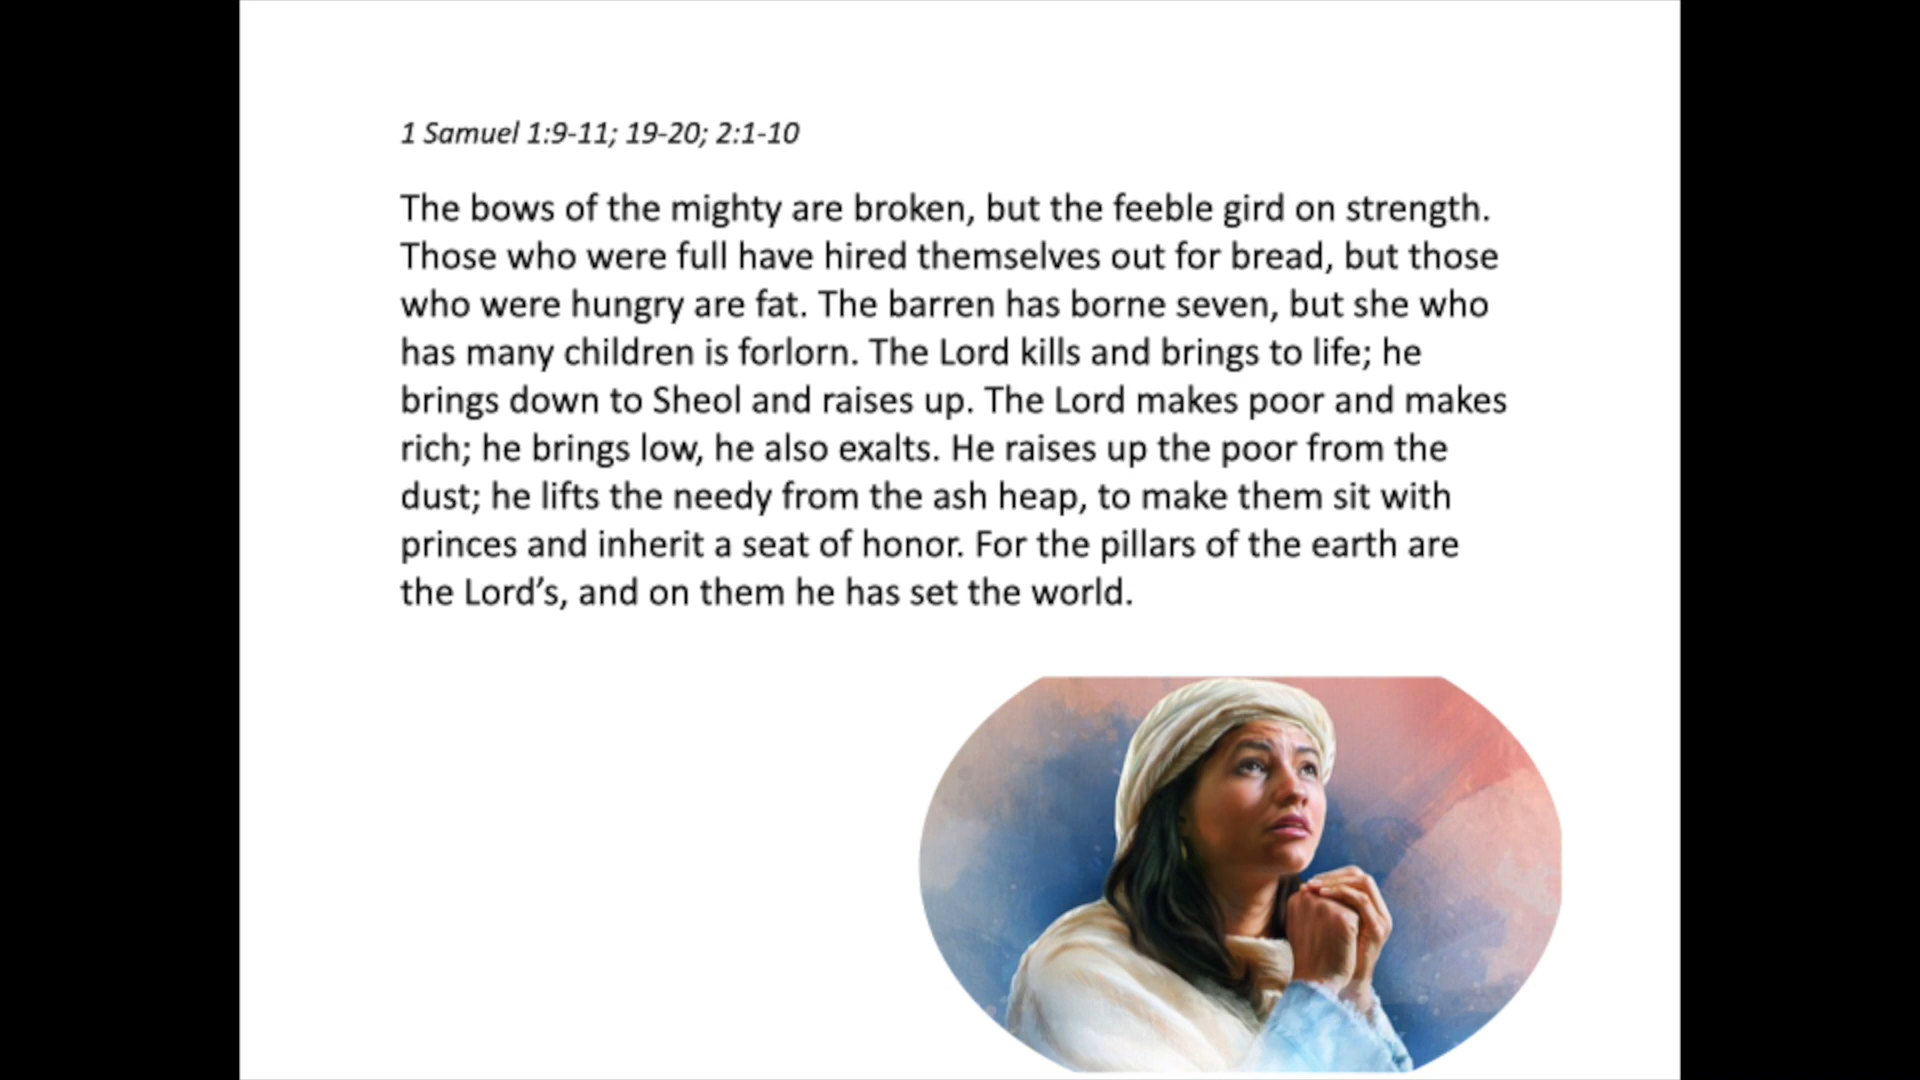 1 Samuel 1:9-11; 19-20; 2:1-10
The bows of the mighty are broken, but the feeble gird on strength.
Those who were full have hired themselves out for bread, but those
who were hungry are fat. The barren has borne seven, but she who
has many children is forlorn. The Lord kills and brings to life; he
brings down to Sheol and raises up. The Lord makes poor and makes
rich; he brings low, he also exalts. He raises up the poor from the
dust; he lifts the needy from the ash heap, to make them sit with
princes and inherit a seat of honor. For the pillars of the earth are
the Lord’s, and on them he has set the world.